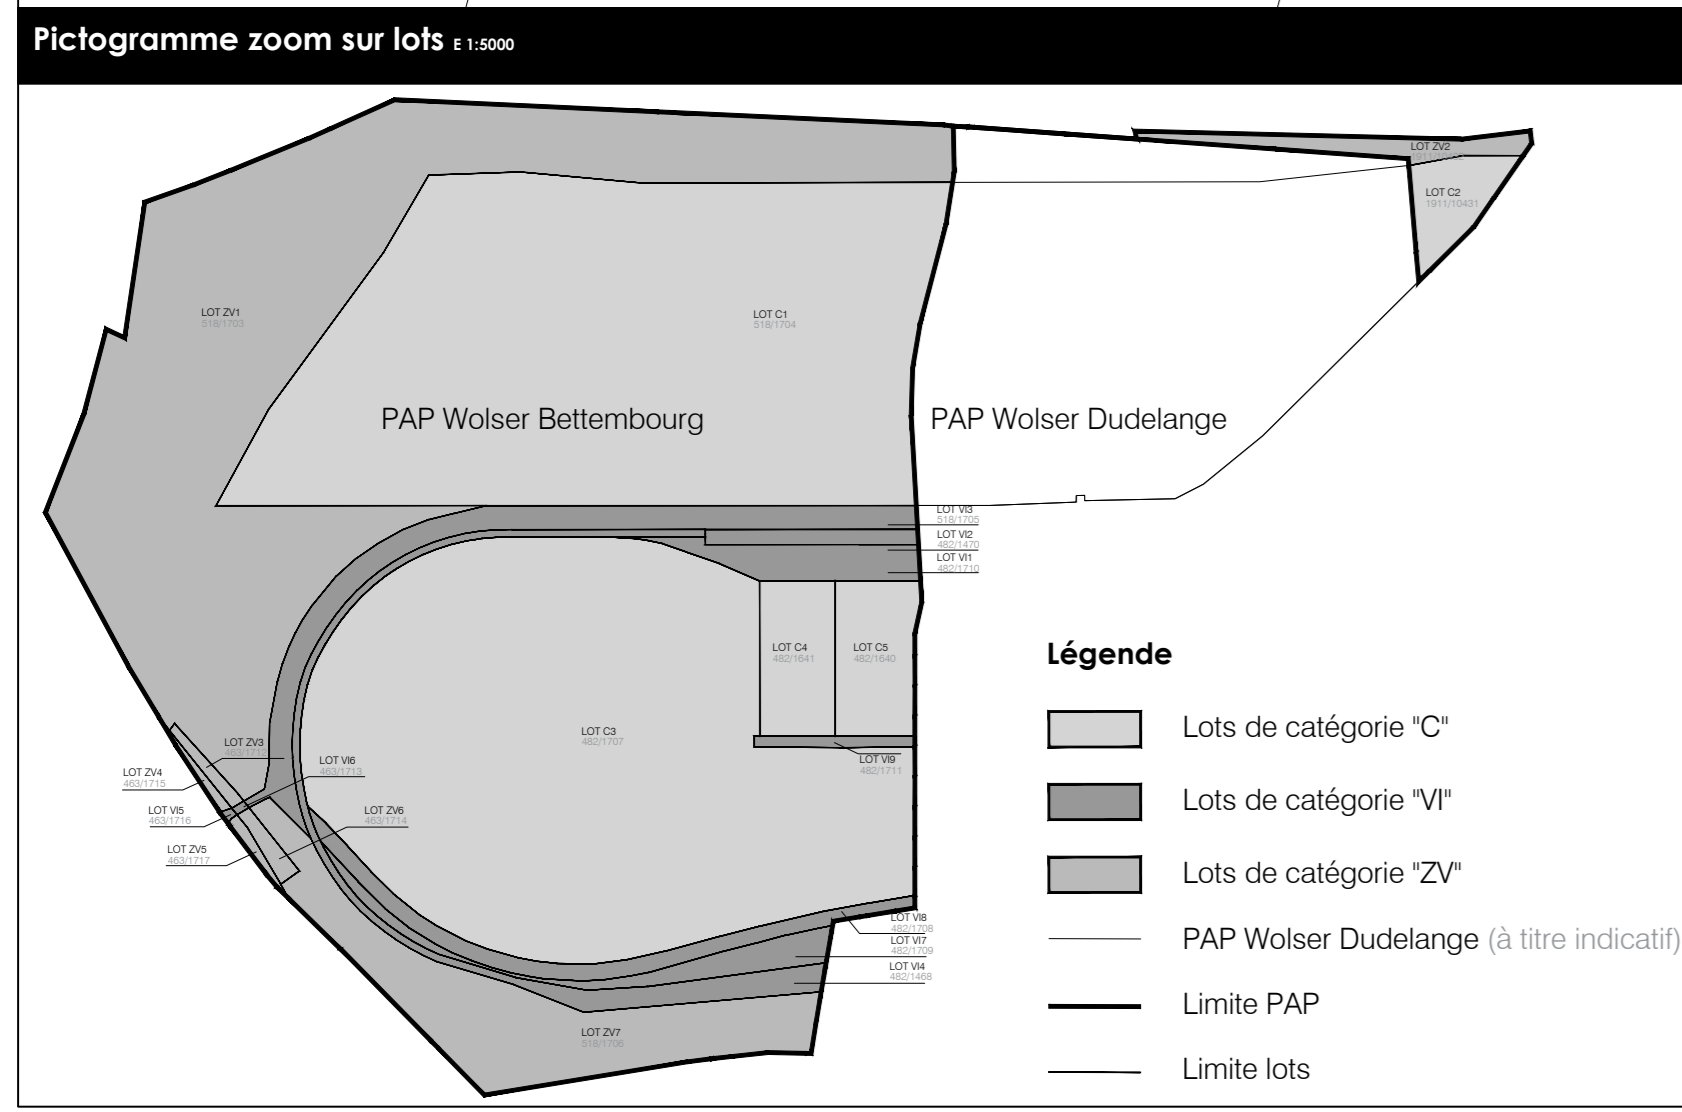 Pictogramme zoom sur lots E 1:5000
LOT ZV2
LOT C2
1911/10431
LOT ZV1
518/1703
LOT C1
518/1704
PAP Wolser Bettembourg
PAP Wolser Dudelange
LOT VI3
518/1705
LOT VI2
482/1470
LOT VI1
482/1710
LOT C4
482/1641
LOT C5
482/1640
LOT C3
482/1707
LOT VI9
482/1711
LOT ZV3
463/1712
LOT VI6
463/1713
LOT ZV4
463/1715
LOT VI5
463/1716
LOT ZV6
463/1714
LOT ZV5
463/1717
LOT VI8
482/1708
LOT VI7
482/1709
LOT VI4
482/1468
LOT ZV7
518/1706
Légende
Lots de catégorie "C"
Lots de catégorie "VI"
Lots de catégorie "ZV"
PAP Wolser Dudelange (à titre indicatif)
Limite PAP
Limite lots